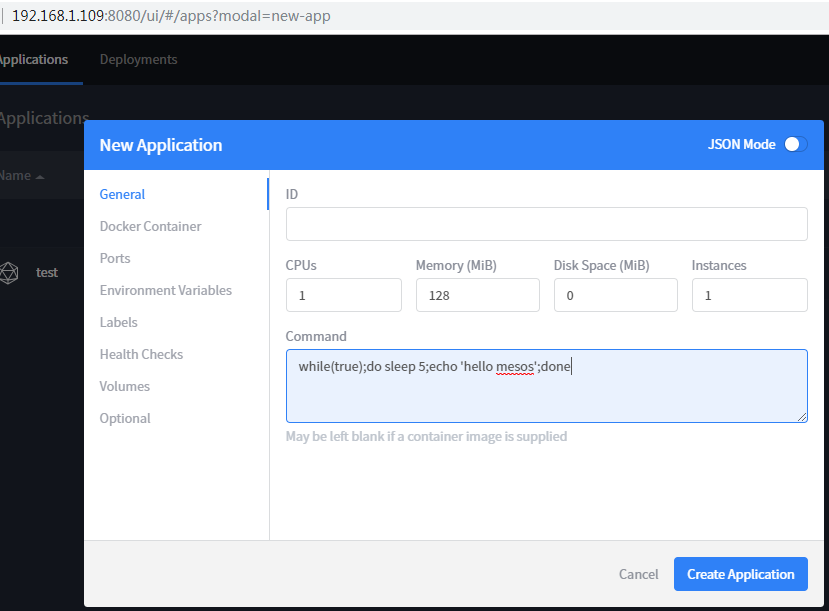 192.168.1.109:8080/ui/#/apps?modal=new-app
Applications Deployments
Applications
Name
test
New Application JSON Mode
General
Docker Container
Ports
Environment Variables
Labels
Health Checks
Volumes
Optional
ID
CPUs Memory (MiB) Disk Space (MiB) Instances
1 128 0 1
Command
while(true);do sleep 5;echo 'hello mesos';done
May be left blank if a container image is supplied
Cancel Create Application